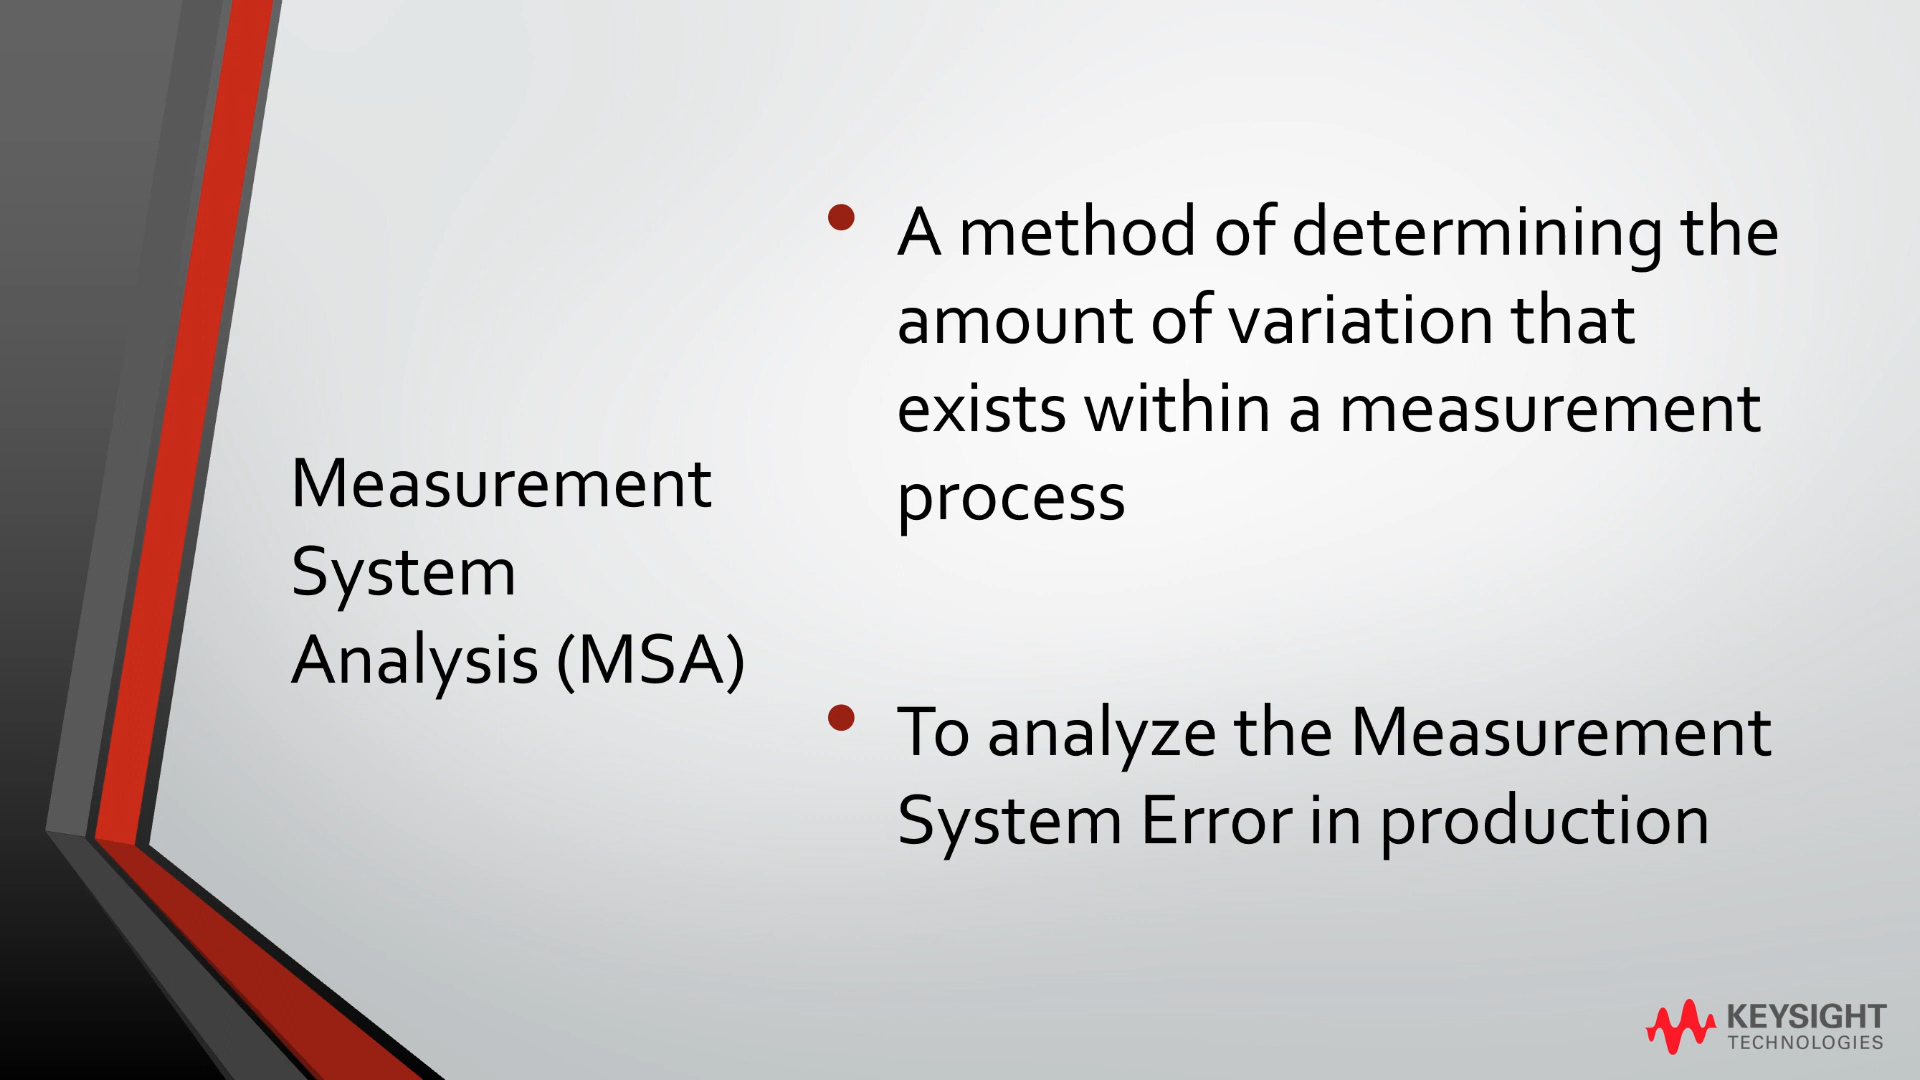 Measurement
System
Analysis (MSA)
• A method of determining the
amount of variation that
exists within a measurement
process
• To analyze the Measurement
System Error in production
KEYSIGHT
TECHNOLOGIES